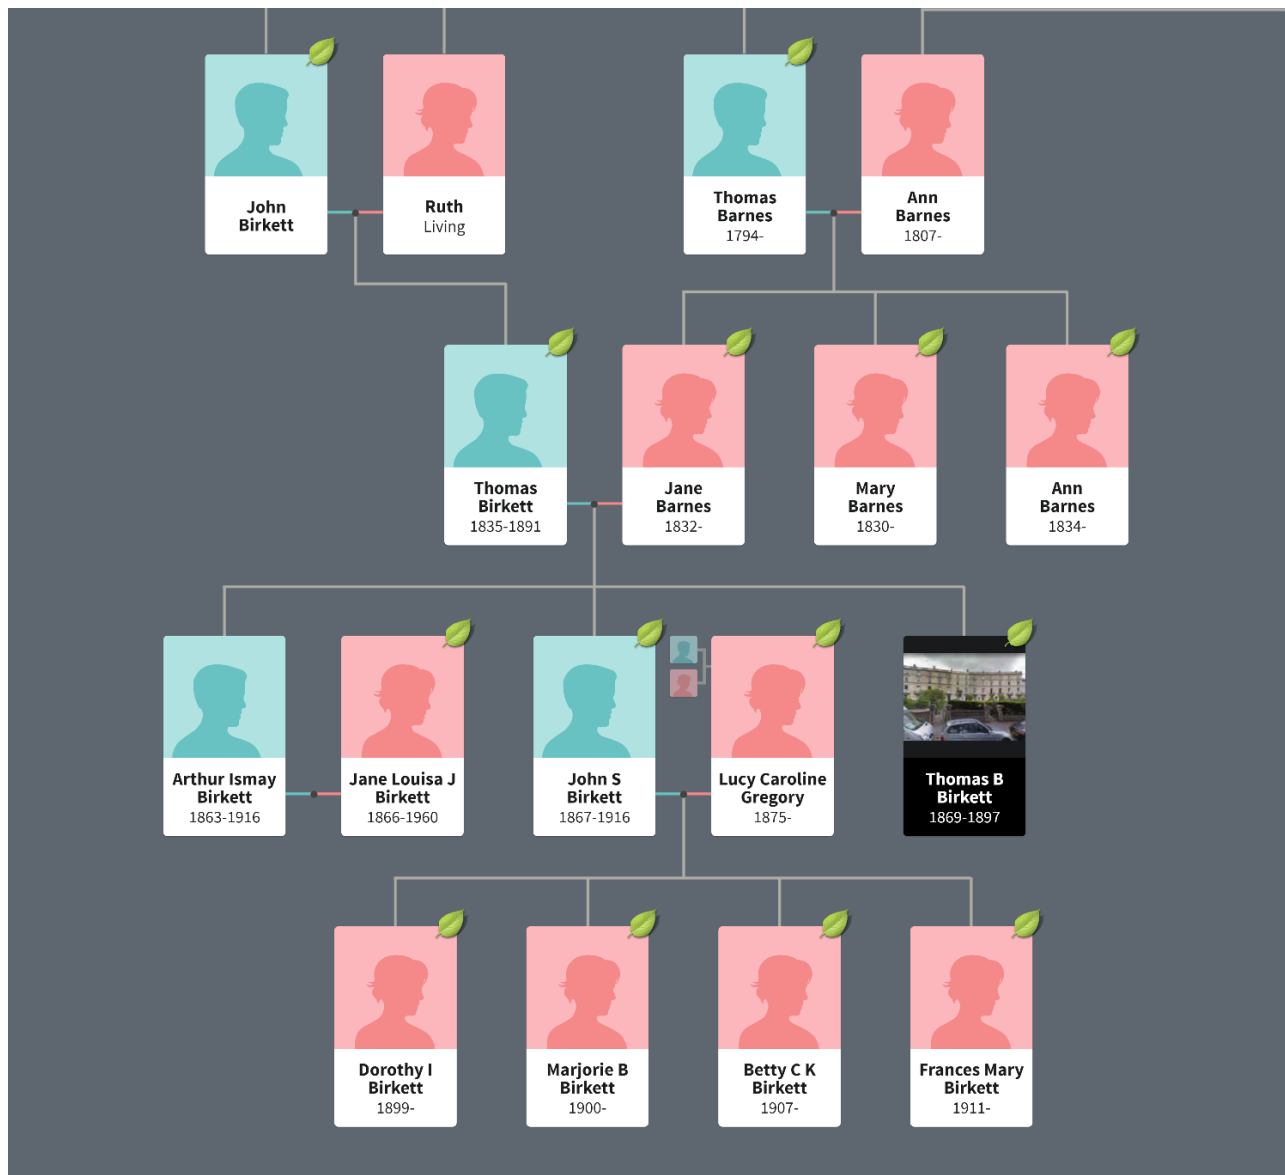 John
Birkett
Ruth
Living
Thomas
Barnes
1794-
Ann
Barnes
1807-
Thomas
Birkett
1835-1891
Jane
Barnes
1832-
Mary
Barnes
1830-
Ann
Barnes
1834-
Arthur Ismay
Birkett
1863-1916
Jane Louisa J
Birkett
1866-1960
John S
Birkett
1867-1916
Lucy Caroline
Gregory
1875-
Thomas B
Birkett
1869-1897
Dorothy I
Birkett
1899-
Marjorie B
Birkett
1900-
Betty C K
Birkett
1907-
Frances Mary
Birkett
1911-